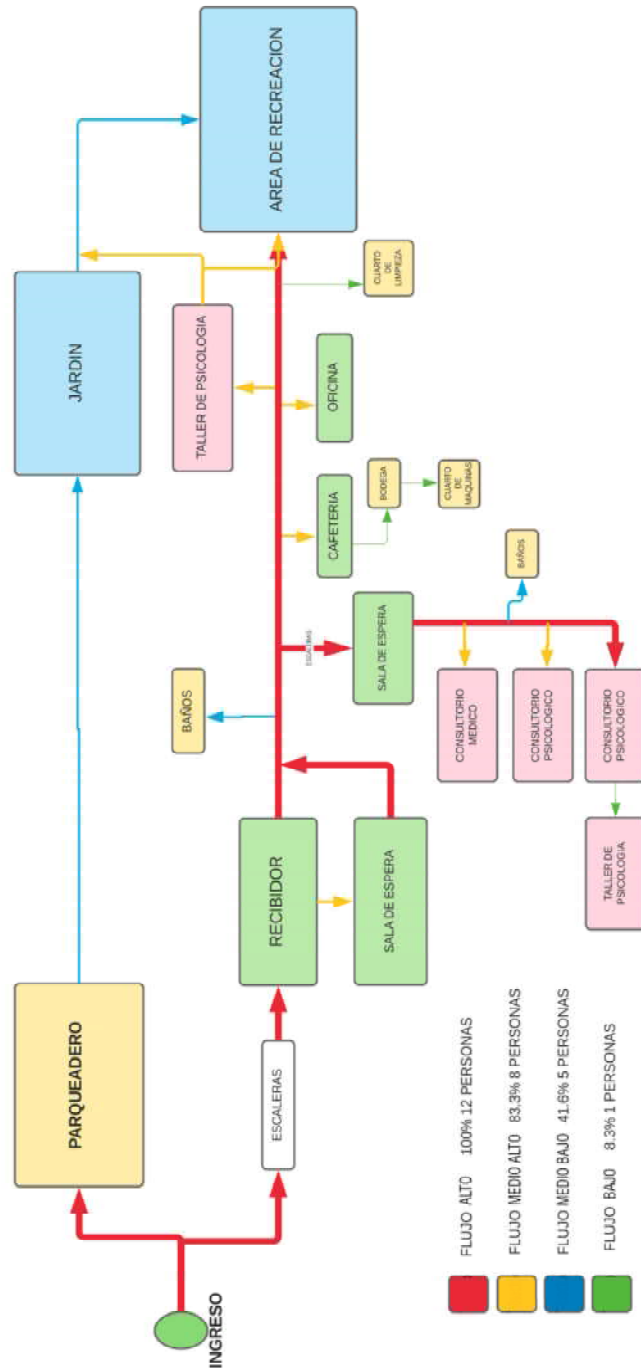 INGRESO
PARQUEADERO
ESCALERAS
RECIBIDOR
SALA DE ESPERA
BAÑOS
JARDIN
TALLER DE PSICOLOGIA
AREA DE RECREACION
ESCALERAS
SALA DE ESPERA
CAFETERIA
BODEGA
CUARTO
DE
MAQUINAS
OFICINA
CUARTO
DE
LIMPIEZA
BAÑOS
CONSULTORIO
MEDICO
CONSULTORIO
PSICOLOGICO
CONSULTORIO
PSICOLOGICO
TALLER DE
PSICOLOGIA
FLUJO ALTO 100% 12 PERSONAS
FLUJO MEDIO ALTO 83.3% 8 PERSONAS
FLUJO MEDIO BAJO 41.6% 5 PERSONAS
FLUJO BAJO 8.3% 1 PERSONAS